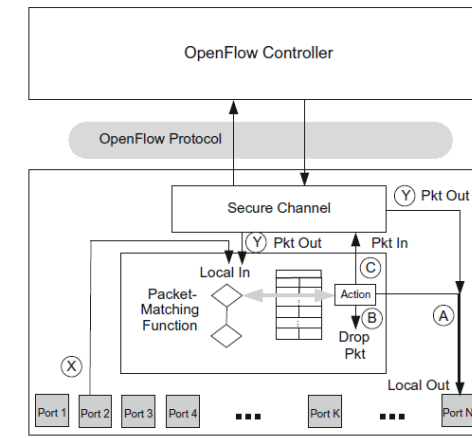 OpenFlow Controller
OpenFlow Protocol
Y Pkt Out
Secure Channel
Y Pkt Out
Pkt In
Local In
C
Packet-
Matching
Function
Action
B
A
Drop
Pkt
X
Local Out
Port 1
Port 2
Port 3
Port 4
Port K
Port N